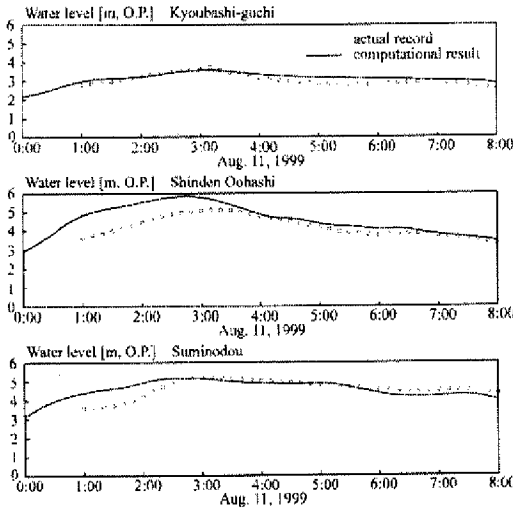 Water level [m, O.P.] Kyoubashi-guchi
6
5
4
3
2
1
0
actual record
computational result
0:00 1:00 2:00 3:00 4:00 5:00 6:00 7:00 8:00
Aug. 11, 1999
Water level [m, O.P.] Shinden Oohashi
6
5
4
3
2
1
0
0:00 1:00 2:00 3:00 4:00 5:00 6:00 7:00 8:00
Aug. 11, 1999
Water level [m, O.P.] Suminodou
6
5
4
3
2
1
0
0:00 1:00 2:00 3:00 4:00 5:00 6:00 7:00 8:00
Aug. 11, 1999